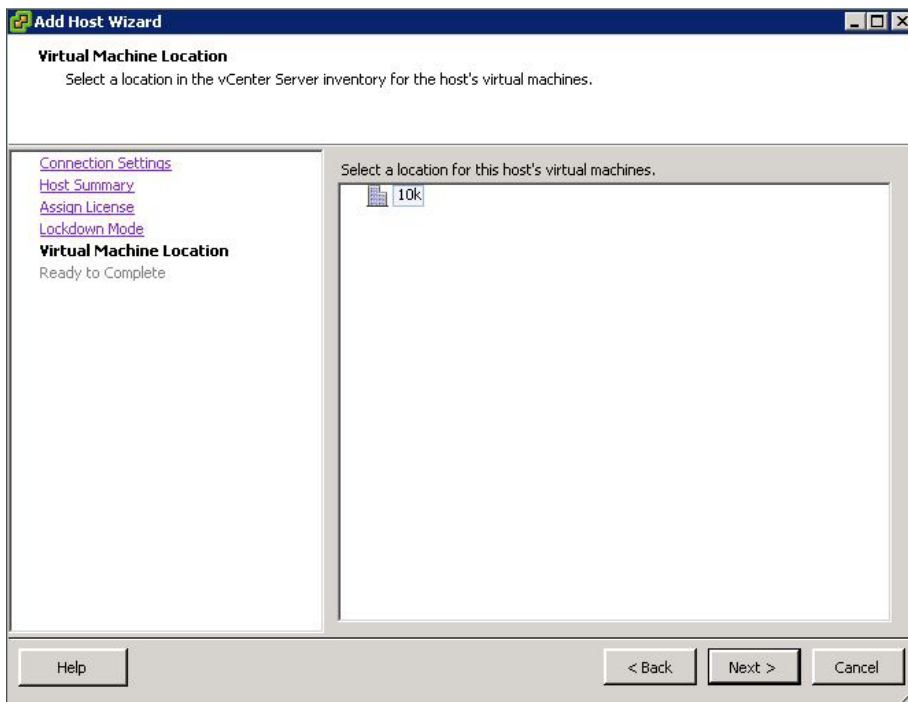 Add Host Wizard
Virtual Machine Location
Select a location in the vCenter Server inventory for the host's virtual machines.
Connection Settings
Host Summary
Assign License
Lockdown Mode
Virtual Machine Location
Ready to Complete
Select a location for this host's virtual machines.
10k
Help
< Back
Next >
Cancel